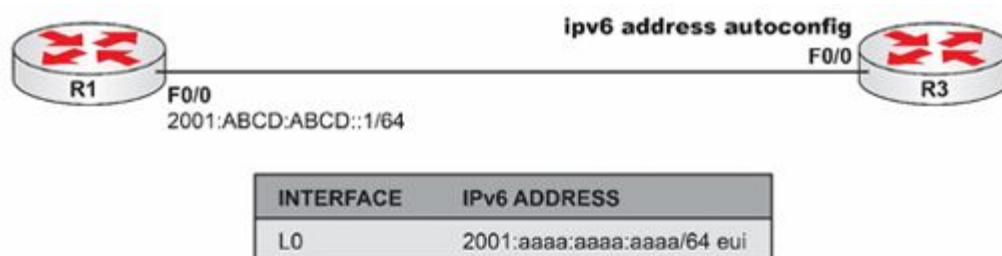 ipv6 address autoconfig
F0/0
R1
R3
F0/0
2001:ABCD:ABCD::1/64
INTERFACE IPv6 ADDRESS
L0 2001:aaaa:aaaa:aaaa/64 eui